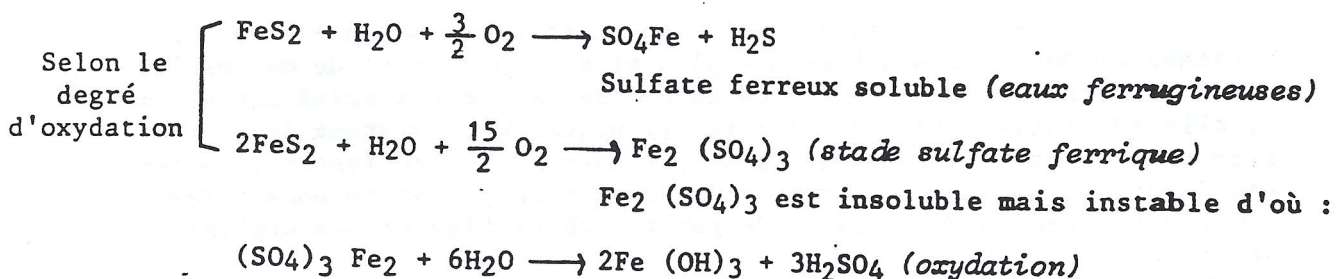 Selon le
degré
d'oxydation
FeS2 + H2O + 3/2 O2 ⟶ SO4Fe + H2S
Sulfate ferreux soluble (eaux ferrugineuses)
2FeS2 + H2O + 15/2 O2 ⟶ Fe2 (SO4)3 (stade sulfate ferrique)
Fe2 (SO4)3 est insoluble mais instable d'où :
(SO4)3 Fe2 + 6H2O ⟶ 2Fe (OH)3 + 3H2SO4 (oxydation)